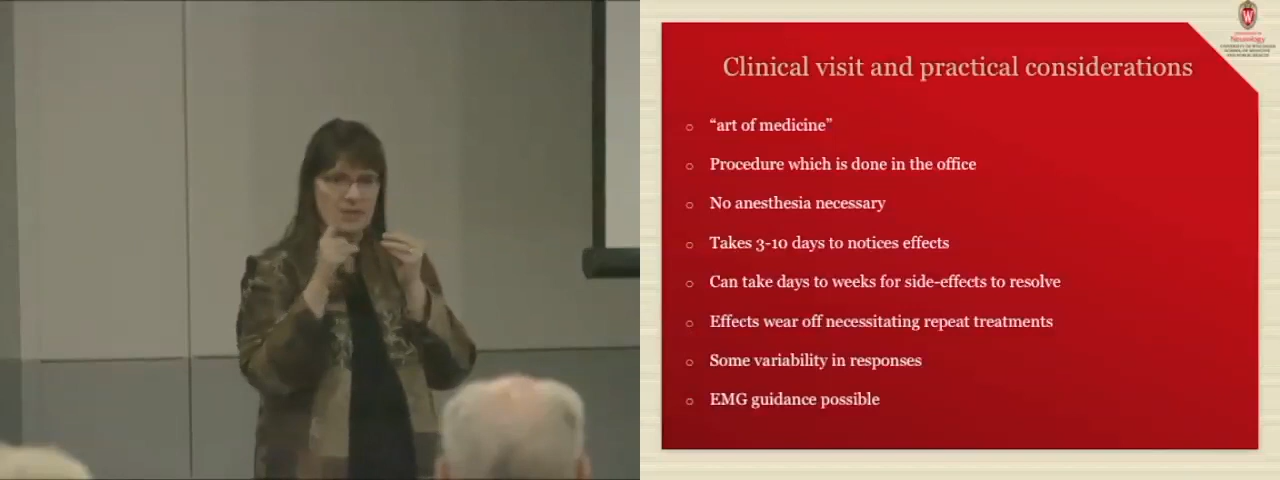 Clinical visit and practical considerations
“art of medicine”
Procedure which is done in the office
No anesthesia necessary
Takes 3-10 days to notices effects
Can take days to weeks for side-effects to resolve
Effects wear off necessitating repeat treatments
Some variability in responses
EMG guidance possible
W
Neurology